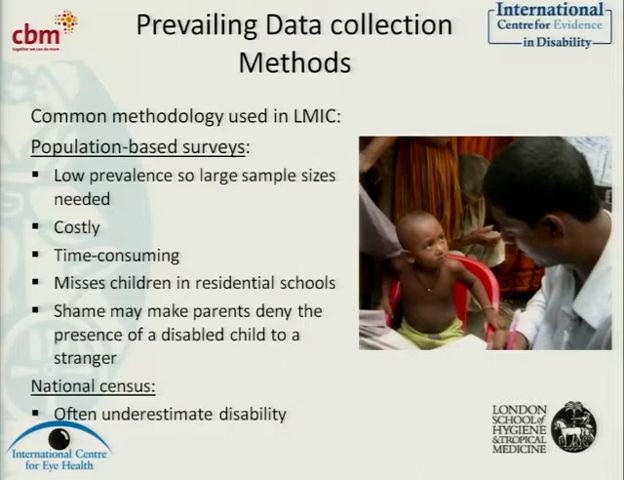 Prevailing Data collection
Methods
cbm
together we can do more
International
Centre for Evidence
in Disability
Common methodology used in LMIC:
Population-based surveys:
▪ Low prevalence so large sample sizes
needed
▪ Costly
▪ Time-consuming
▪ Misses children in residential schools
▪ Shame may make parents deny the
presence of a disabled child to a
stranger
National census:
▪ Often underestimate disability
International Centre
for Eye Health
LONDON
SCHOOL of
HYGIENE
& TROPICAL
MEDICINE